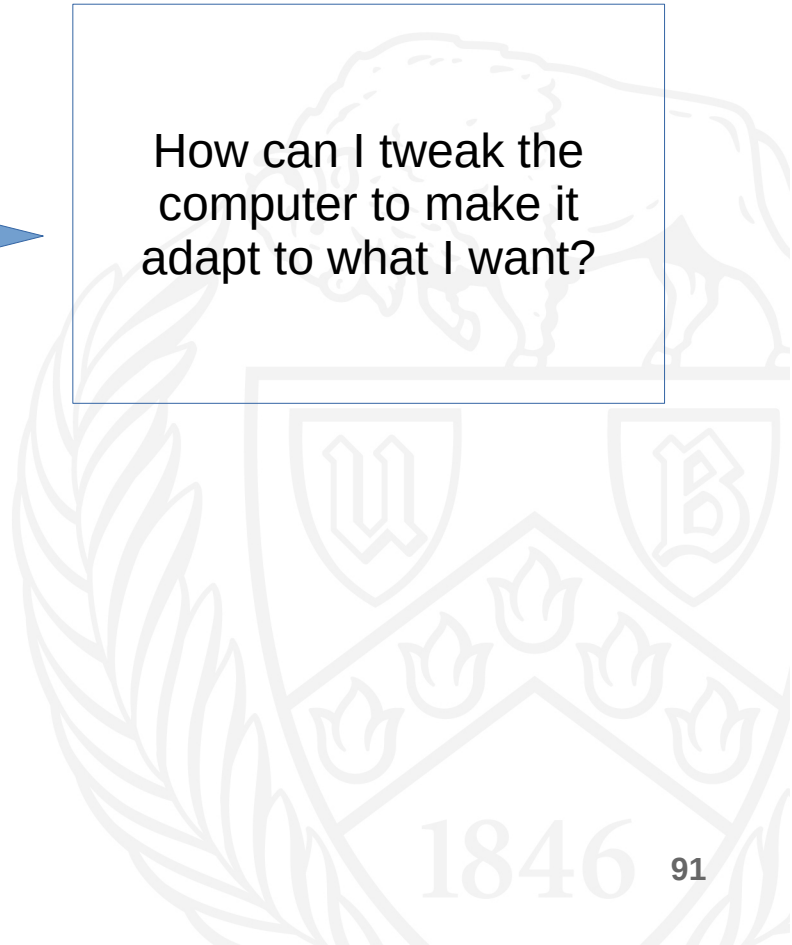 How can I tweak the
computer to make it
adapt to what I want?
U B
1846
91